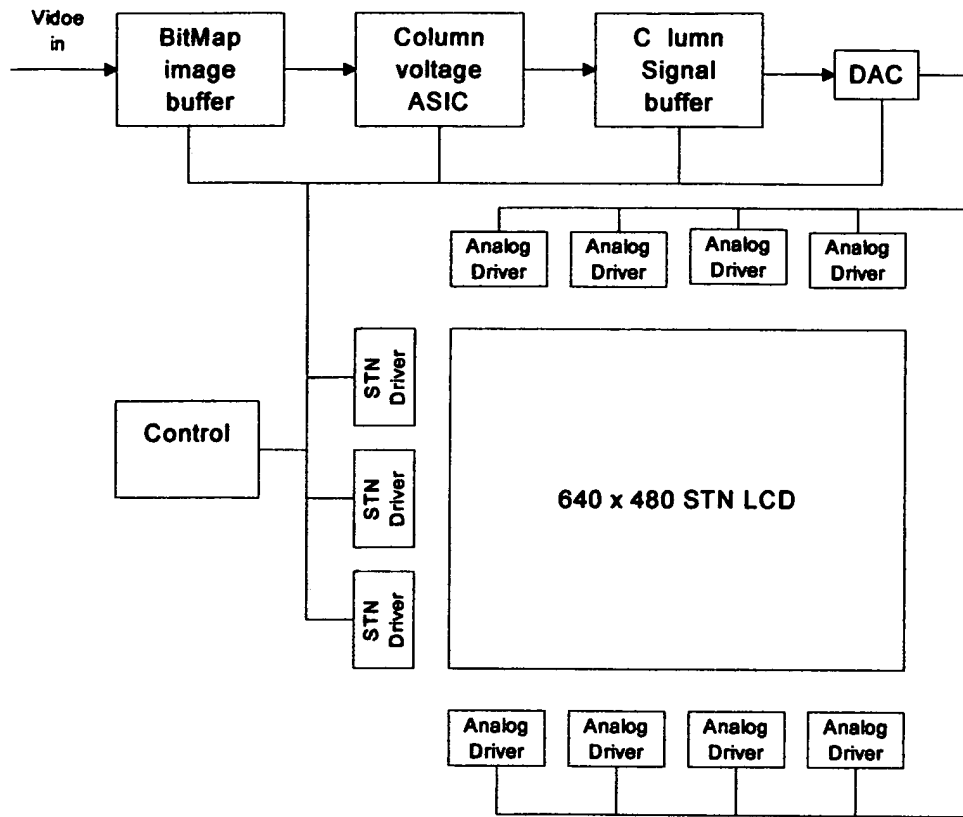 Vidoe
in
BitMap
image
buffer
Column
voltage
ASIC
C lumn
Signal
buffer
DAC
Analog
Driver
Analog
Driver
Analog
Driver
Analog
Driver
STN
Driver
Control
STN
Driver
640 x 480 STN LCD
STN
Driver
Analog
Driver
Analog
Driver
Analog
Driver
Analog
Driver